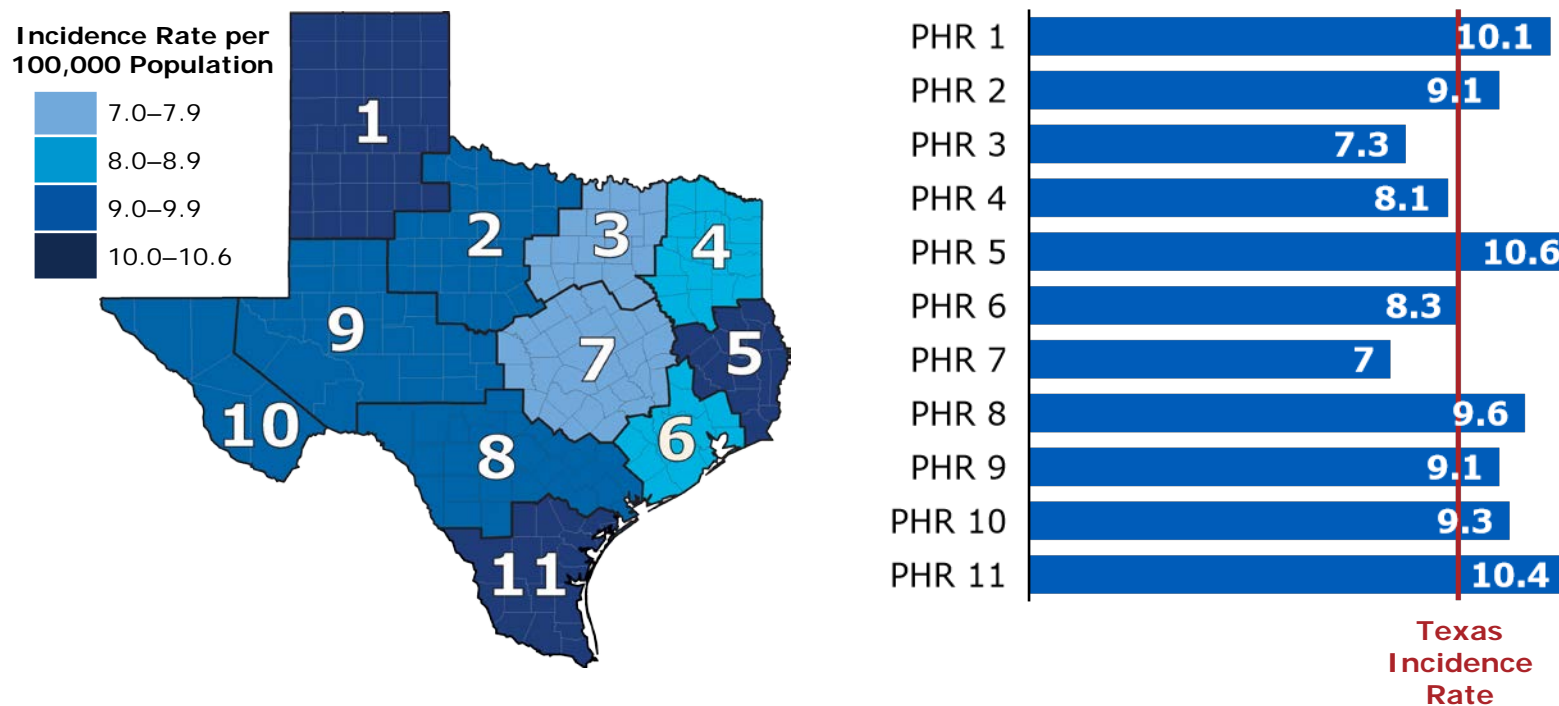 Incidence Rate per
100,000 Population
7.0–7.9
8.0–8.9
9.0–9.9
10.0–10.6
1
2
3
4
5
6
7
8
9
10
11
PHR 1 10.1
PHR 2 9.1
PHR 3 7.3
PHR 4 8.1
PHR 5 10.6
PHR 6 8.3
PHR 7 7
PHR 8 9.6
PHR 9 9.1
PHR 10 9.3
PHR 11 10.4
Texas
Incidence
Rate